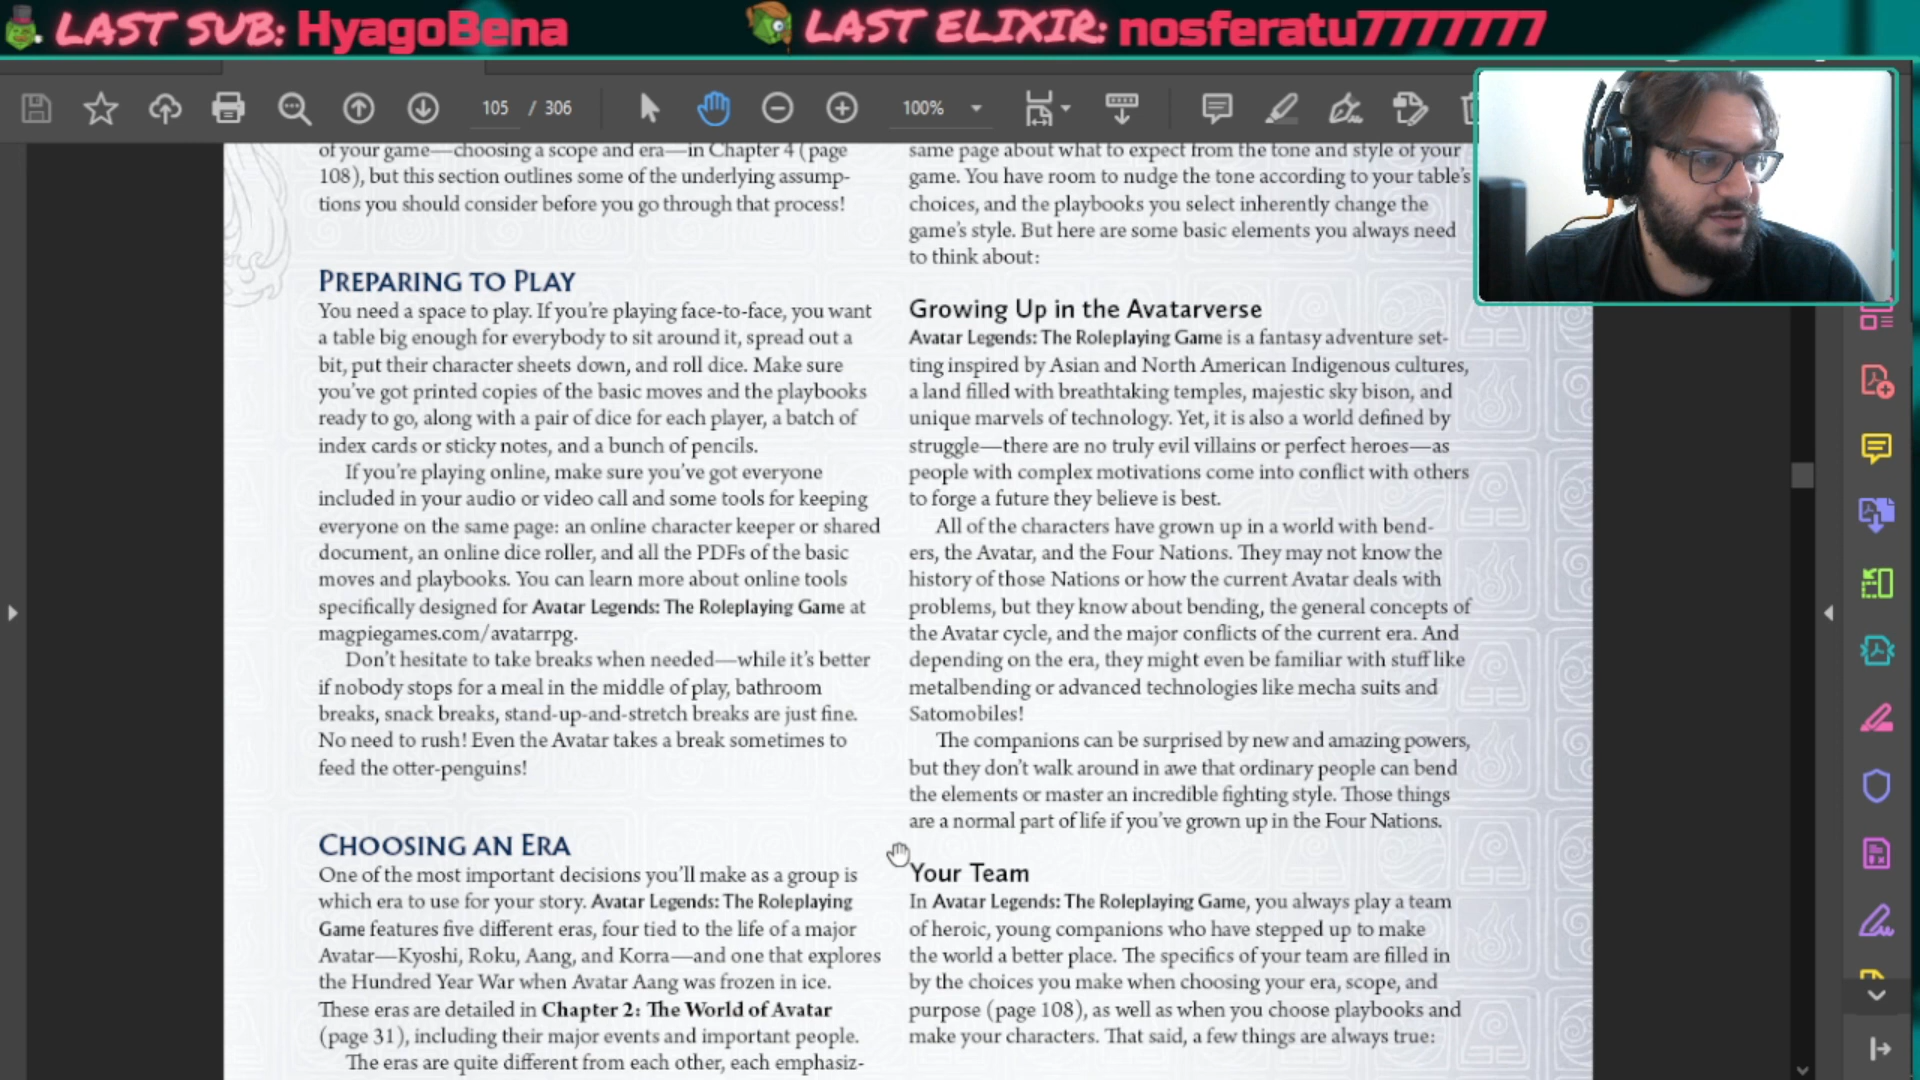 LAST SUB: HyagoBena
LAST ELIXIR: nosferatu7777777
105 / 306
100%
of your game—choosing a scope and era—in Chapter 4 (page
108), but this section outlines some of the underlying assump-
tions you should consider before you go through that process!
PREPARING TO PLAY
You need a space to play. If you're playing face-to-face, you want
a table big enough for everybody to sit around it, spread out a
bit, put their character sheets down, and roll dice. Make sure
you've got printed copies of the basic moves and the playbooks
ready to go, along with a pair of dice for each player, a batch of
index cards or sticky notes, and a bunch of pencils.
If you're playing online, make sure you've got everyone
included in your audio or video call and some tools for keeping
everyone on the same page: an online character keeper or shared
document, an online dice roller, and all the PDFs of the basic
moves and playbooks. You can learn more about online tools
specifically designed for Avatar Legends: The Roleplaying Game at
magpiegames.com/avatarrpg.
Don't hesitate to take breaks when needed—while it's better
if nobody stops for a meal in the middle of play, bathroom
breaks, snack breaks, stand-up-and-stretch breaks are just fine.
No need to rush! Even the Avatar takes a break sometimes to
feed the otter-penguins!
CHOOSING AN ERA
One of the most important decisions you'll make as a group is
which era to use for your story. Avatar Legends: The Roleplaying
Game features five different eras, four tied to the life of a major
Avatar—Kyoshi, Roku, Aang, and Korra—and one that explores
the Hundred Year War when Avatar Aang was frozen in ice.
These eras are detailed in Chapter 2: The World of Avatar
(page 31), including their major events and important people.
The eras are quite different from each other, each emphasiz-
same page about what to expect from the tone and style of your
game. You have room to nudge the tone according to your table's
choices, and the playbooks you select inherently change the
game's style. But here are some basic elements you always need
to think about:
Growing Up in the Avatarverse
Avatar Legends: The Roleplaying Game is a fantasy adventure set-
ting inspired by Asian and North American Indigenous cultures,
a land filled with breathtaking temples, majestic sky bison, and
unique marvels of technology. Yet, it is also a world defined by
struggle—there are no truly evil villains or perfect heroes—as
people with complex motivations come into conflict with others
to forge a future they believe is best.
All of the characters have grown up in a world with bend-
ers, the Avatar, and the Four Nations. They may not know the
history of those Nations or how the current Avatar deals with
problems, but they know about bending, the general concepts of
the Avatar cycle, and the major conflicts of the current era. And
depending on the era, they might even be familiar with stuff like
metalbending or advanced technologies like mecha suits and
Satomobiles!
The companions can be surprised by new and amazing powers,
but they don't walk around in awe that ordinary people can bend
the elements or master an incredible fighting style. Those things
are a normal part of life if you've grown up in the Four Nations.
Your Team
In Avatar Legends: The Roleplaying Game, you always play a team
of heroic, young companions who have stepped up to make
the world a better place. The specifics of your team are filled in
by the choices you make when choosing your era, scope, and
purpose (page 108), as well as when you choose playbooks and
make your characters. That said, a few things are always true: